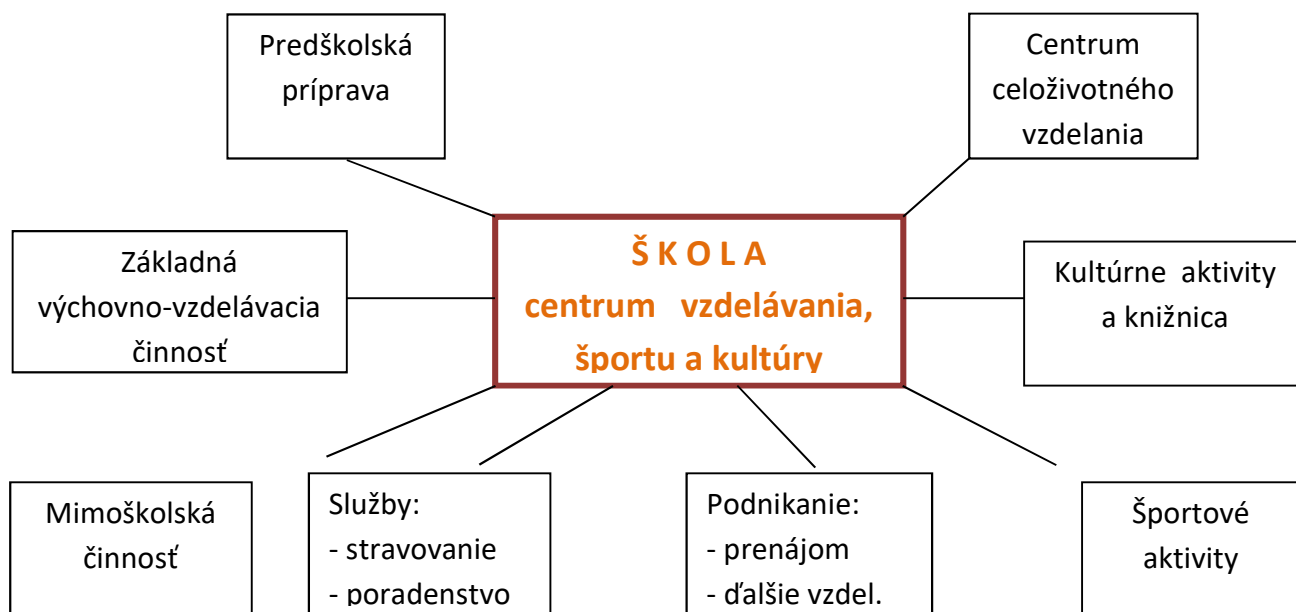 Predškolská
príprava
Centrum
celoživotného
vzdelania
Základná
výchovno-vzdelávacia
činnosť
Š K O L A
centrum vzdelávania,
športu a kultúry
Kultúrne aktivity
a knižnica
Mimoškolská
činnosť
Služby:
- stravovanie
- poradenstvo
Podnikanie:
- prenájom
- ďalšie vzdel.
Športové
aktivity